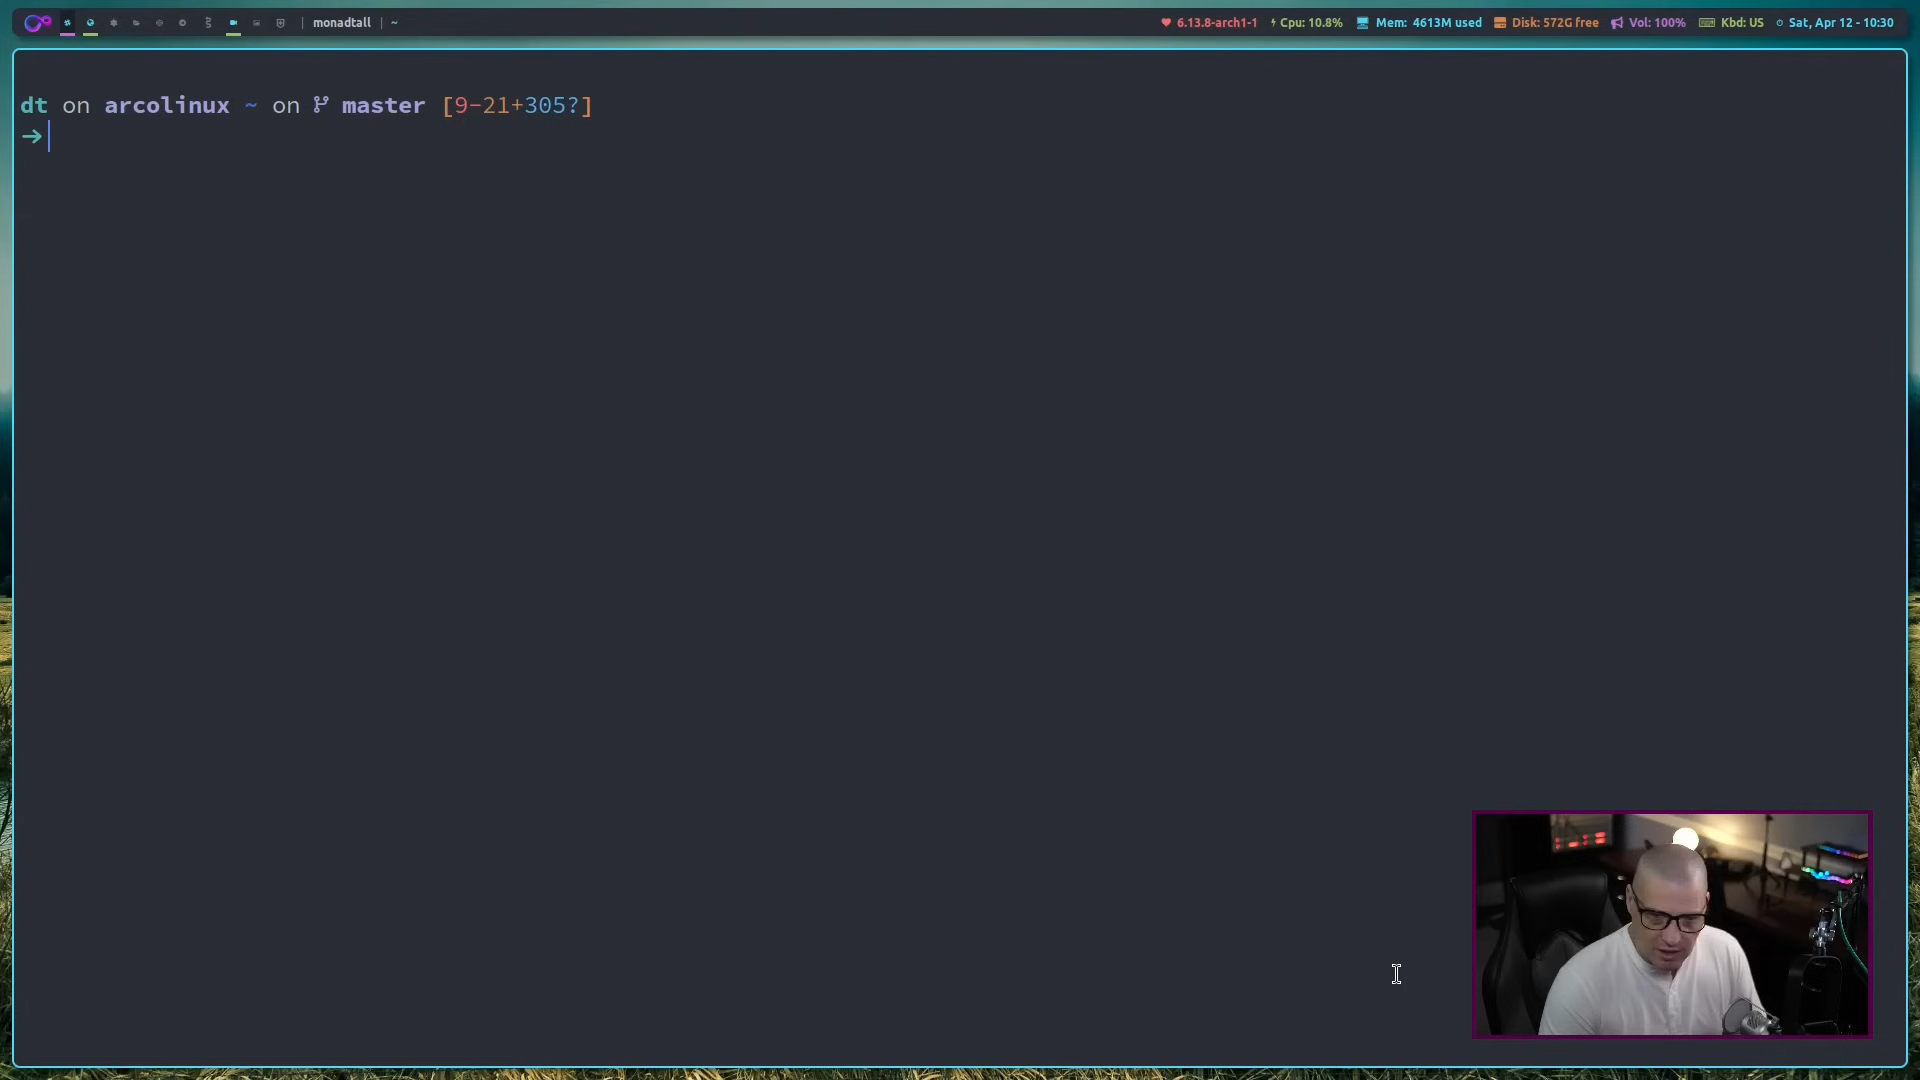 monadtall | ~
6.13.8-arch1-1 Cpu: 10.8% Mem: 4613M used Disk: 572G free Vol: 100% Kbd: US Sat, Apr 12 - 10:30
dt on arcolinux ~ on master [9-21+305?]
→